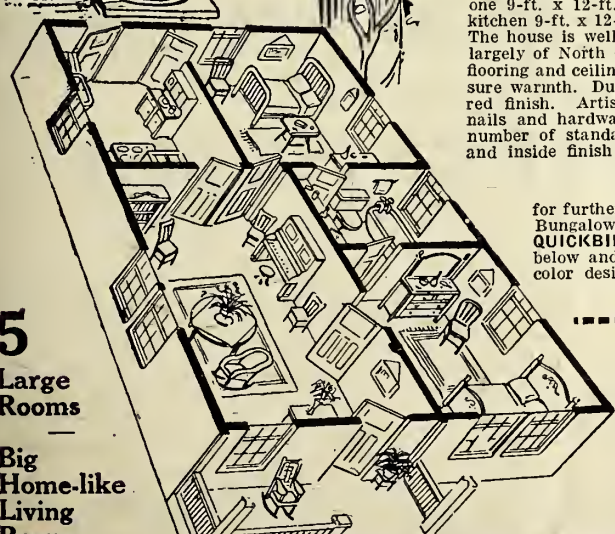 one 9-ft. x 12-ft.
kitchen 9-ft. x 12-
The house is well
largely of North
flooring and ceilin
sure warmth. Du
red finish. Artis
nails and hardwa
number of standa
and inside finish
for furthe
Bungalow
QUICKBI
below and
color desi
5
Large
Rooms
Big
Home-like
Living